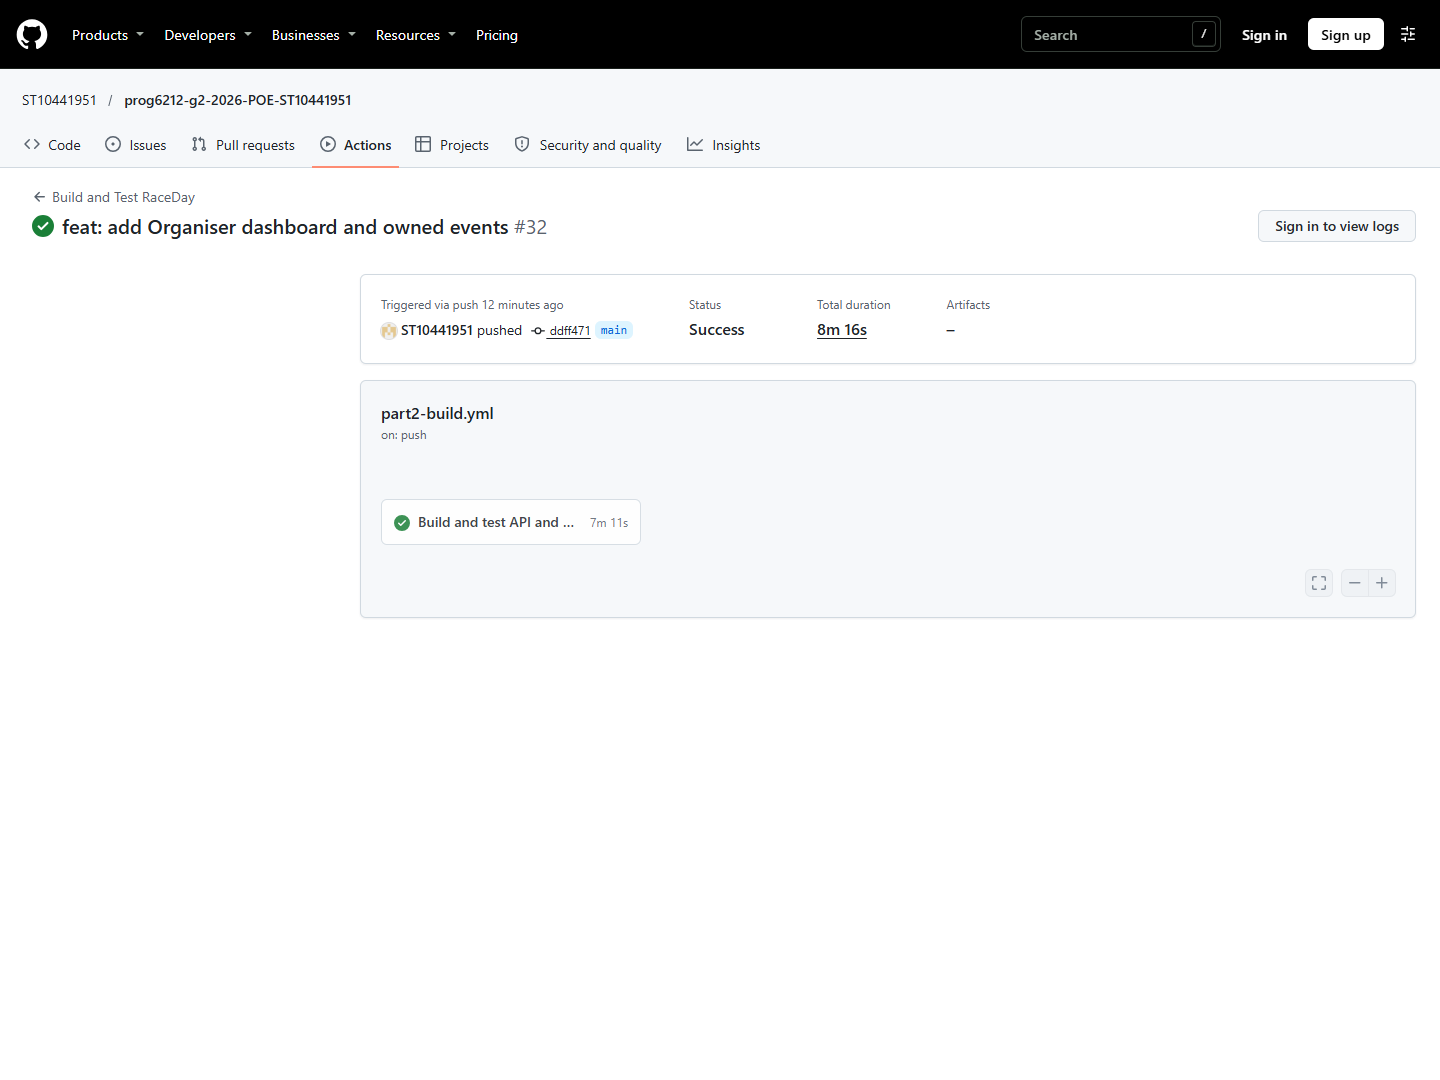 Products Developers Businesses Resources Pricing Search / Sign in Sign up
ST10441951 / prog6212-g2-2026-POE-ST10441951
Code Issues Pull requests Actions Projects Security and quality Insights
← Build and Test RaceDay
feat: add Organiser dashboard and owned events #32
Sign in to view logs
Triggered via push 12 minutes ago Status Total duration Artifacts
ST10441951 pushed ddff471 main Success 8m 16s –
part2-build.yml
on: push
Build and test API and ... 7m 11s